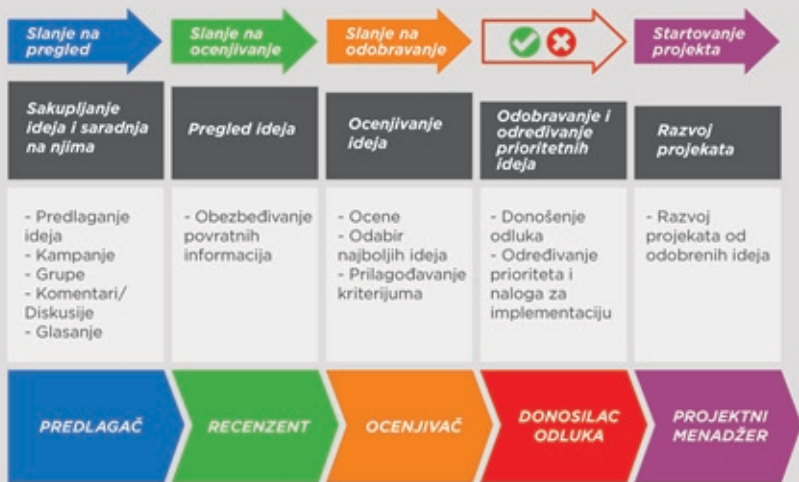 Slanje na
pregled
Slanje na
ocenjivanje
Slanje na
odobravanje
Startovanje
projekta
Sakupljanje
ideja i saradnja
na njima
Pregled ideja
Ocenjivanje
ideja
Odobravanje i
određivanje
prioritetnih
ideja
Razvoj
projekata
- Predlaganje
ideja
- Kampanje
- Grupe
- Komentari/
Diskusije
- Glasanje
- Obezbeđivanje
povratnih
informacija
- Ocene
- Odabir
najboljih ideja
- Prilagođavanje
kriterijuma
- Donošenje
odluka
- Određivanje
prioriteta i
naloga za
implementaciju
- Razvoj
projekata od
odobrenih ideja
PREDLAGAČ
RECENZENT
OCENJIVAČ
DONOSILAC
ODLUKA
PROJEKTNI
MENADŽER